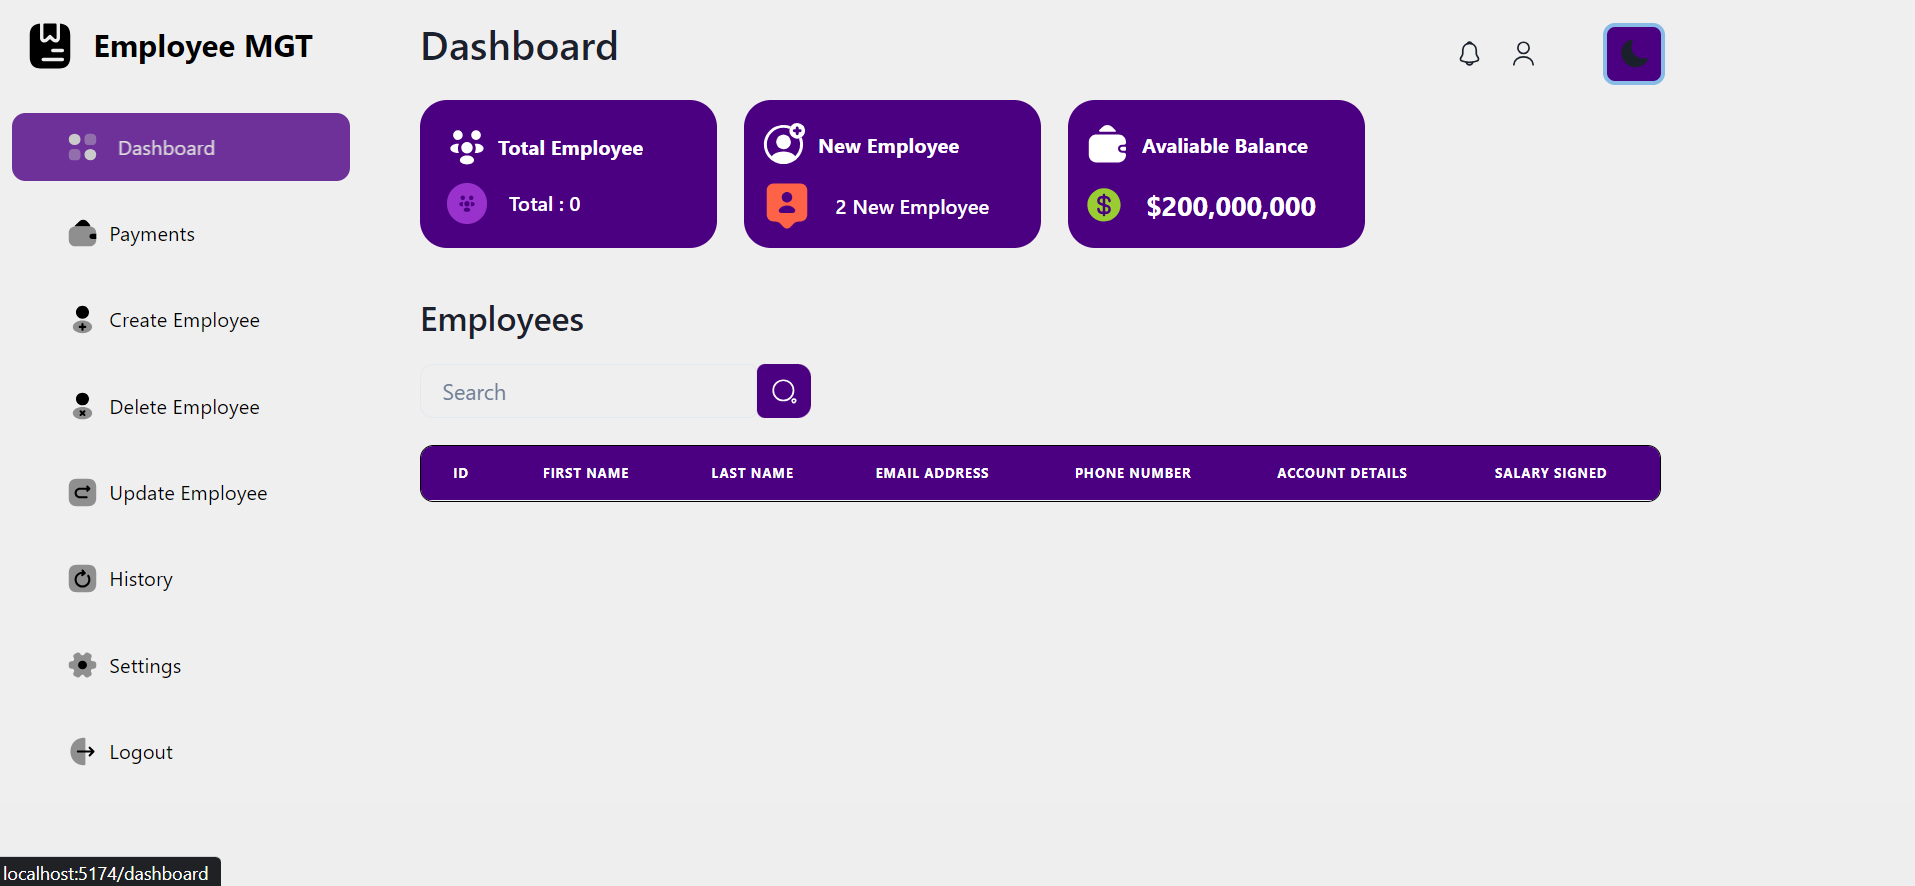 Employee MGT
Dashboard
Payments
Create Employee
Delete Employee
Update Employee
History
Settings
Logout
Dashboard
Total Employee
Total : 0
New Employee
2 New Employee
Avaliable Balance
$200,000,000
Employees
Search
ID FIRST NAME LAST NAME EMAIL ADDRESS PHONE NUMBER ACCOUNT DETAILS SALARY SIGNED
localhost:5174/dashboard